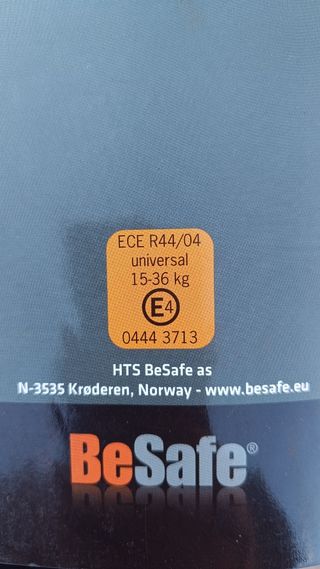 ECE R44/04
universal
15-36 kg
E4
0444 3713
HTS BeSafe as
N-3535 Krøderen, Norway - www.besafe.eu
BeSafe®